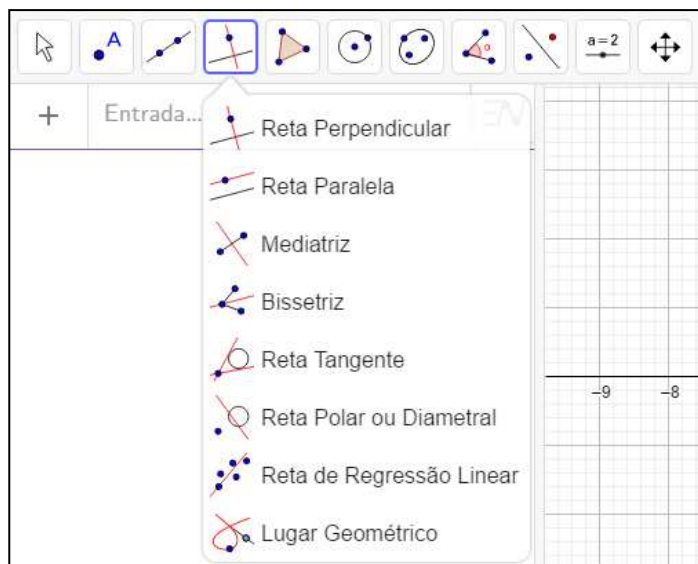 A
α
a=2
+
Entrada...
Reta Perpendicular
Reta Paralela
Mediatriz
Bissetriz
Reta Tangente
Reta Polar ou Diametral
Reta de Regressão Linear
Lugar Geométrico
-9
-8